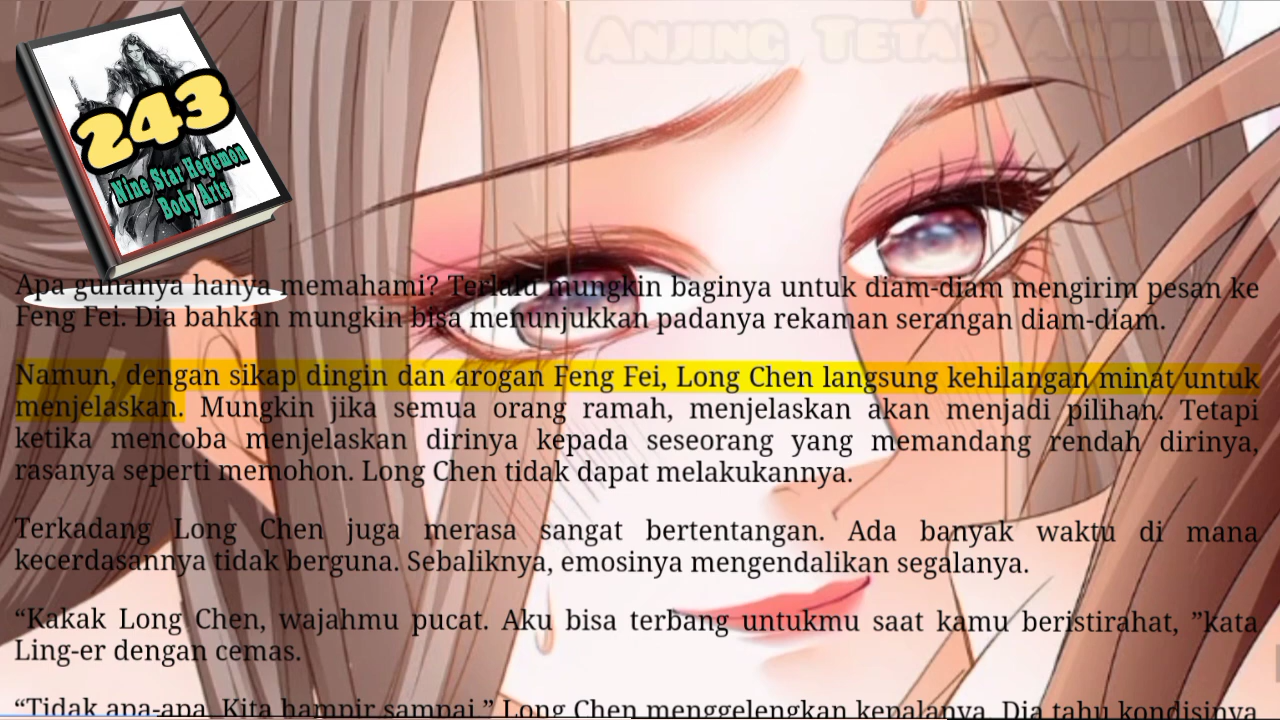 Anjing Tetap Anjing
243
Nine Star Hegemon
Body Arts
Apa gunanya hanya memahami? Terlalu mungkin baginya untuk diam-diam mengirim pesan ke
Feng Fei. Dia bahkan mungkin bisa menunjukkan padanya rekaman serangan diam-diam.
Namun, dengan sikap dingin dan arogan Feng Fei, Long Chen langsung kehilangan minat untuk
menjelaskan. Mungkin jika semua orang ramah, menjelaskan akan menjadi pilihan. Tetapi
ketika mencoba menjelaskan dirinya kepada seseorang yang memandang rendah dirinya,
rasanya seperti memohon. Long Chen tidak dapat melakukannya.
Terkadang Long Chen juga merasa sangat bertentangan. Ada banyak waktu di mana
kecerdasannya tidak berguna. Sebaliknya, emosinya mengendalikan segalanya.
“Kakak Long Chen, wajahmu pucat. Aku bisa terbang untukmu saat kamu beristirahat, ”kata
Ling-er dengan cemas.
“Tidak apa-apa. Kita hampir sampai.” Long Chen menggelengkan kepalanya. Dia tahu kondisinya